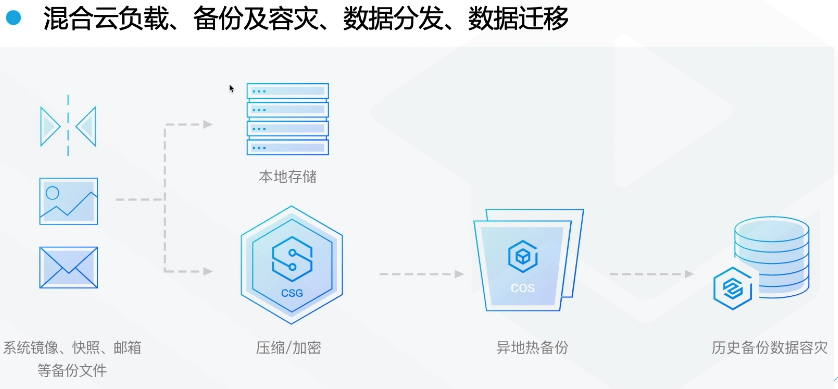 混合云负载、备份及容灾、数据分发、数据迁移
本地存储
CSG
COS
系统镜像、快照、邮箱
等备份文件
压缩/加密
异地热备份
历史备份数据容灾